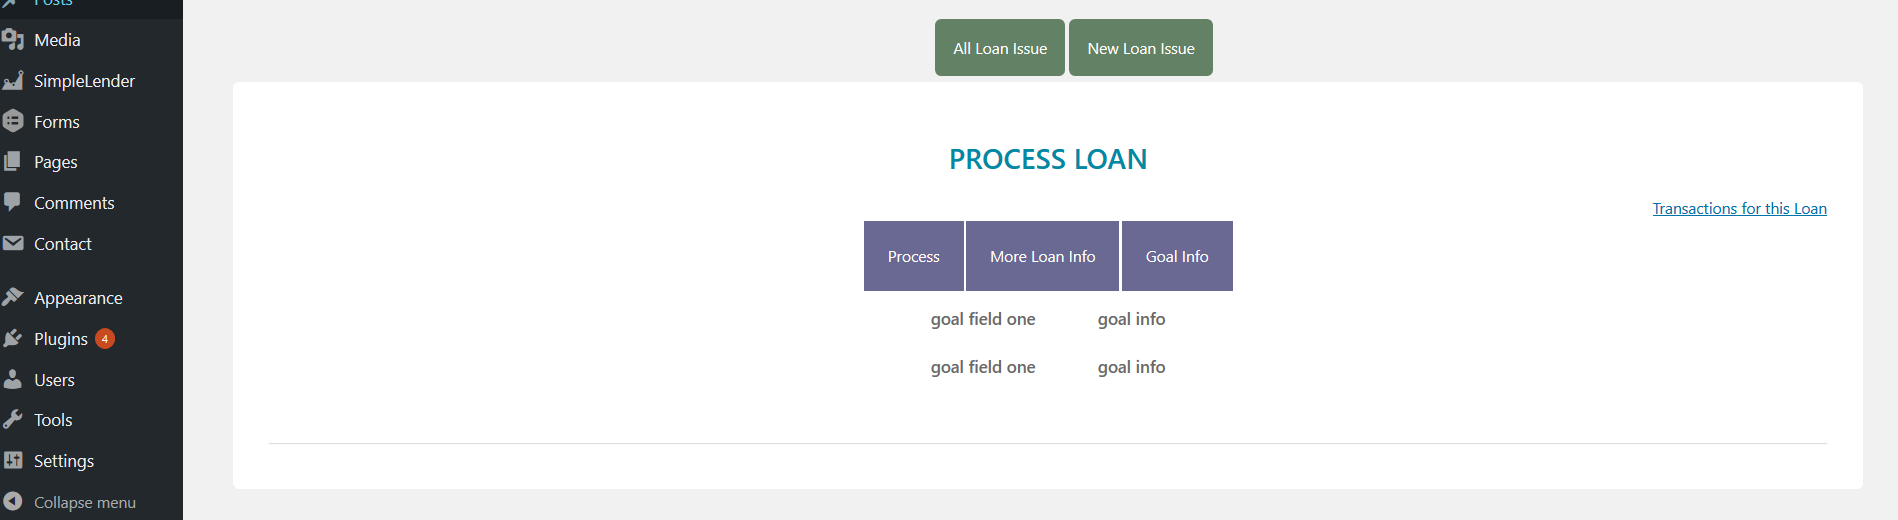 Posts
Media
SimpleLender
Forms
Pages
Comments
Contact
Appearance
Plugins 4
Users
Tools
Settings
Collapse menu
All Loan Issue New Loan Issue
PROCESS LOAN
Transactions for this Loan
Process More Loan Info Goal Info
goal field one goal info
goal field one goal info